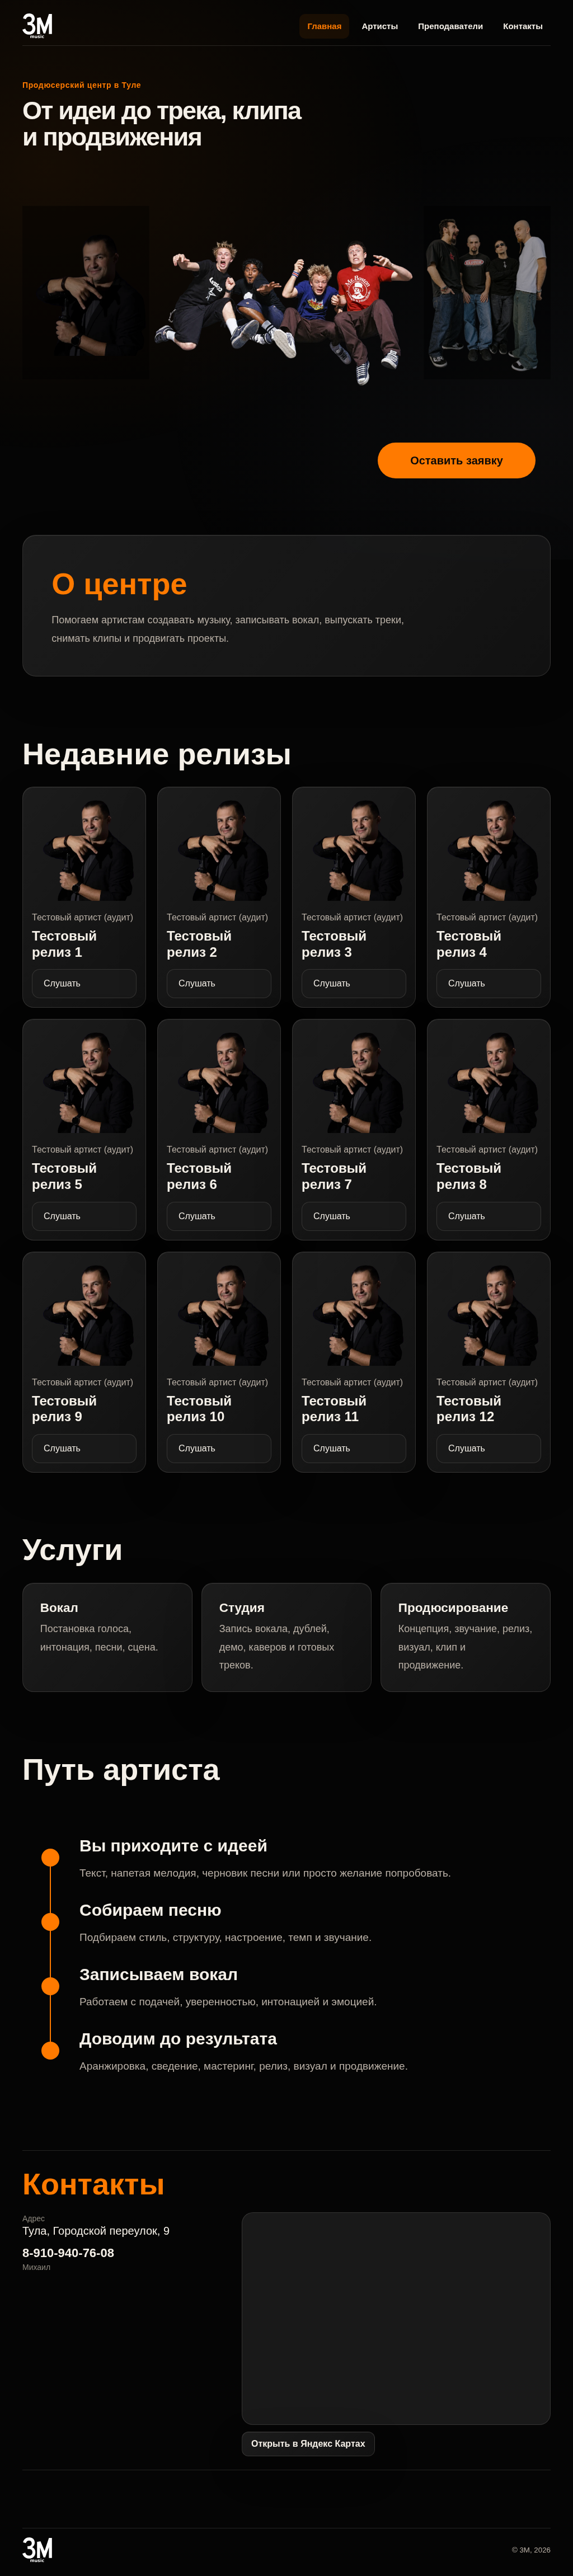 3М
music
Главная
Артисты
Преподаватели
Контакты
Продюсерский центр в Туле
От идеи до трека, клипа
и продвижения
Оставить заявку
О центре
Помогаем артистам создавать музыку, записывать вокал, выпускать треки,
снимать клипы и продвигать проекты.
Недавние релизы
Тестовый артист (аудит)
Тестовый
релиз 1
Слушать
Тестовый артист (аудит)
Тестовый
релиз 2
Слушать
Тестовый артист (аудит)
Тестовый
релиз 3
Слушать
Тестовый артист (аудит)
Тестовый
релиз 4
Слушать
Тестовый артист (аудит)
Тестовый
релиз 5
Слушать
Тестовый артист (аудит)
Тестовый
релиз 6
Слушать
Тестовый артист (аудит)
Тестовый
релиз 7
Слушать
Тестовый артист (аудит)
Тестовый
релиз 8
Слушать
Тестовый артист (аудит)
Тестовый
релиз 9
Слушать
Тестовый артист (аудит)
Тестовый
релиз 10
Слушать
Тестовый артист (аудит)
Тестовый
релиз 11
Слушать
Тестовый артист (аудит)
Тестовый
релиз 12
Слушать
Услуги
Вокал
Постановка голоса,
интонация, песни, сцена.
Студия
Запись вокала, дублей,
демо, каверов и готовых
треков.
Продюсирование
Концепция, звучание, релиз,
визуал, клип и
продвижение.
Путь артиста
Вы приходите с идеей
Текст, напетая мелодия, черновик песни или просто желание попробовать.
Собираем песню
Подбираем стиль, структуру, настроение, темп и звучание.
Записываем вокал
Работаем с подачей, уверенностью, интонацией и эмоцией.
Доводим до результата
Аранжировка, сведение, мастеринг, релиз, визуал и продвижение.
Контакты
Адрес
Тула, Городской переулок, 9
8-910-940-76-08
Михаил
Открыть в Яндекс Картах
3М
music
© 3М, 2026